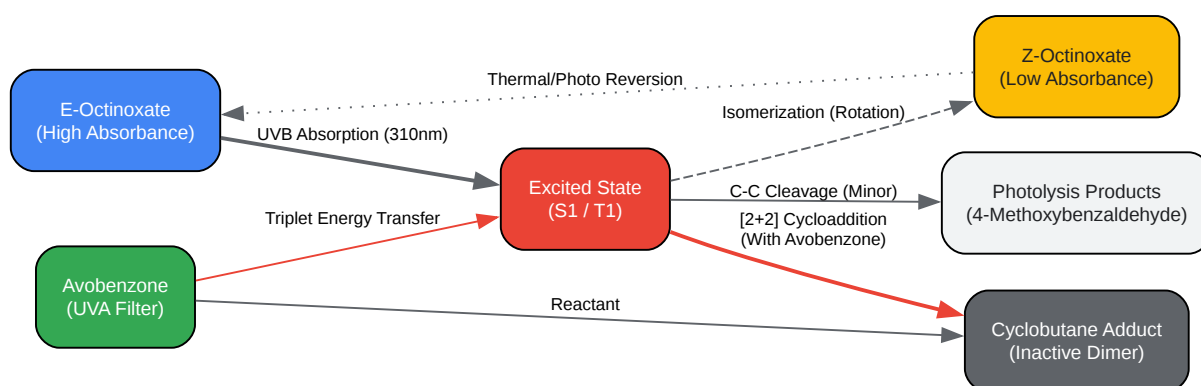 Z-Octinoxate
(Low Absorbance)
Thermal/Photo Reversion
E-Octinoxate
(High Absorbance)
Isomerization (Rotation)
UVB Absorption (310nm)
Excited State
(S1 / T1)
C-C Cleavage (Minor)
Photolysis Products
(4-Methoxybenzaldehyde)
Triplet Energy Transfer
[2+2] Cycloaddition
(With Avobenzone)
Avobenzone
(UVA Filter)
Reactant
Cyclobutane Adduct
(Inactive Dimer)